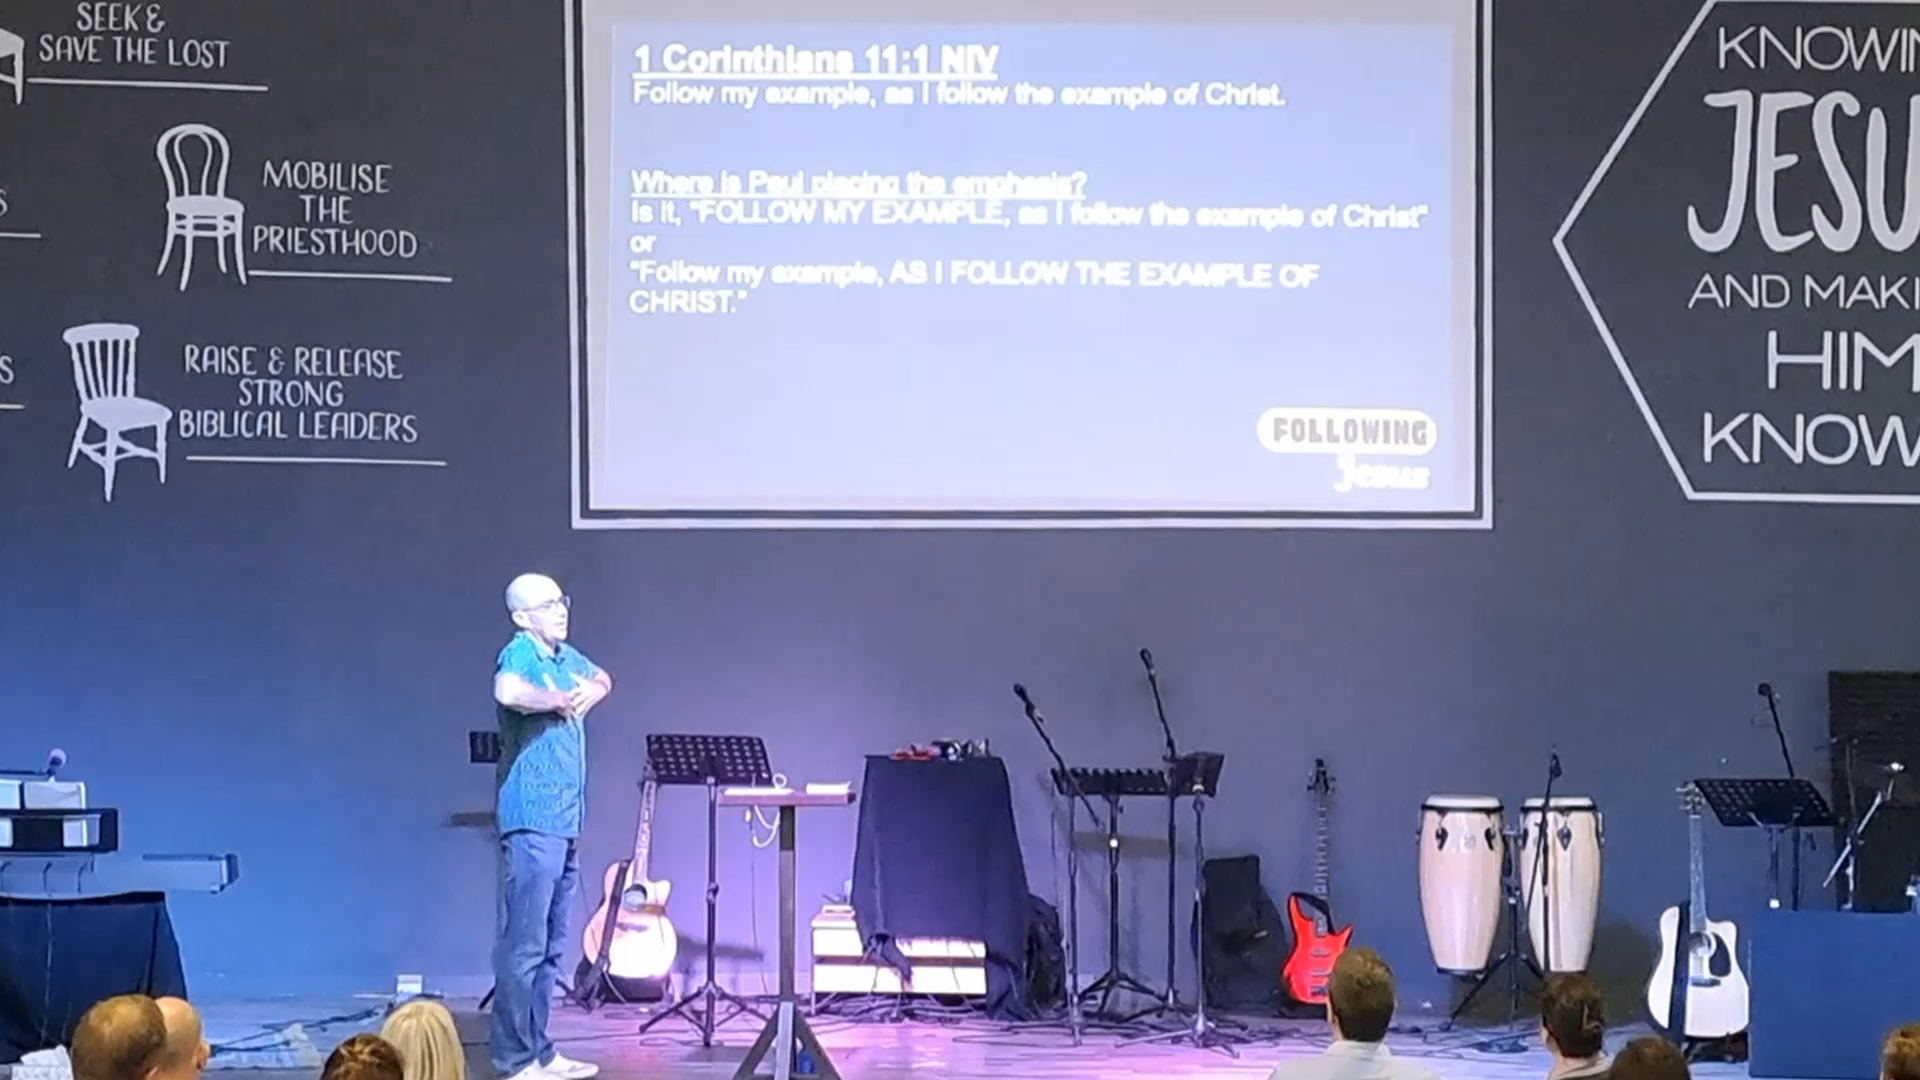 SEEK &
SAVE THE LOST
MOBILISE
THE
PRIESTHOOD
S
RAISE & RELEASE
STRONG
BIBLICAL LEADERS
S
1 Corinthians 11:1 NIV
Follow my example, as I follow the example of Christ.
Where is Paul placing the emphasis?
Is it, "FOLLOW MY EXAMPLE, as I follow the example of Christ"
or
"Follow my example, AS I FOLLOW THE EXAMPLE OF
CHRIST."
FOLLOWING
Jesus
KNOWIN
JESU
AND MAKI
HIM
KNOW